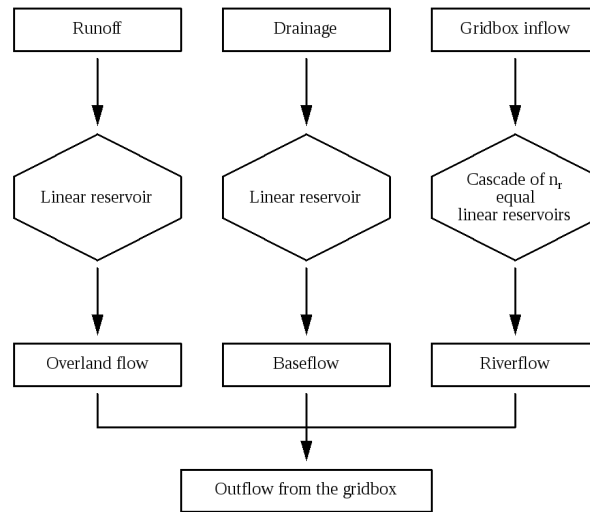 Runoff
Drainage
Gridbox inflow
Linear reservoir
Linear reservoir
Cascade of nr
equal
linear reservoirs
Overland flow
Baseflow
Riverflow
Outflow from the gridbox